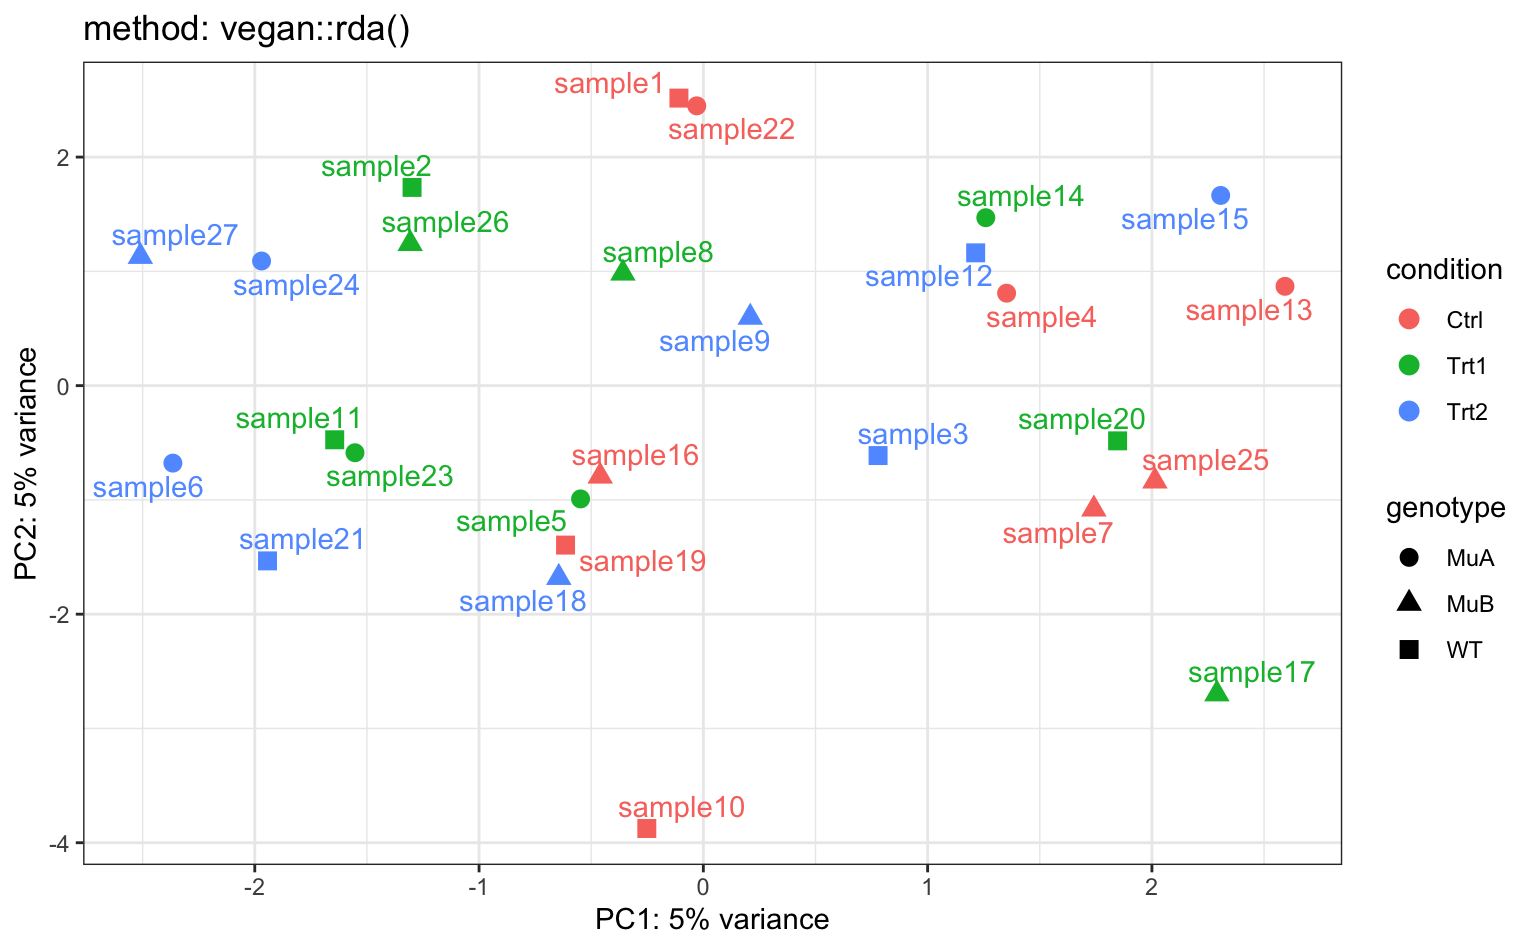 method: vegan::rda()
sample1
sample22
sample2
sample14
sample15
sample26
sample27
sample8
sample24
sample12
sample4
sample13
sample9
sample11
sample20
sample3
sample16
sample25
sample23
sample6
sample5
sample7
sample21
sample19
sample18
sample17
sample10
2
0
-2
-4
PC2: 5% variance
-2
-1
0
1
2
PC1: 5% variance
condition
Ctrl
Trt1
Trt2
genotype
MuA
MuB
WT